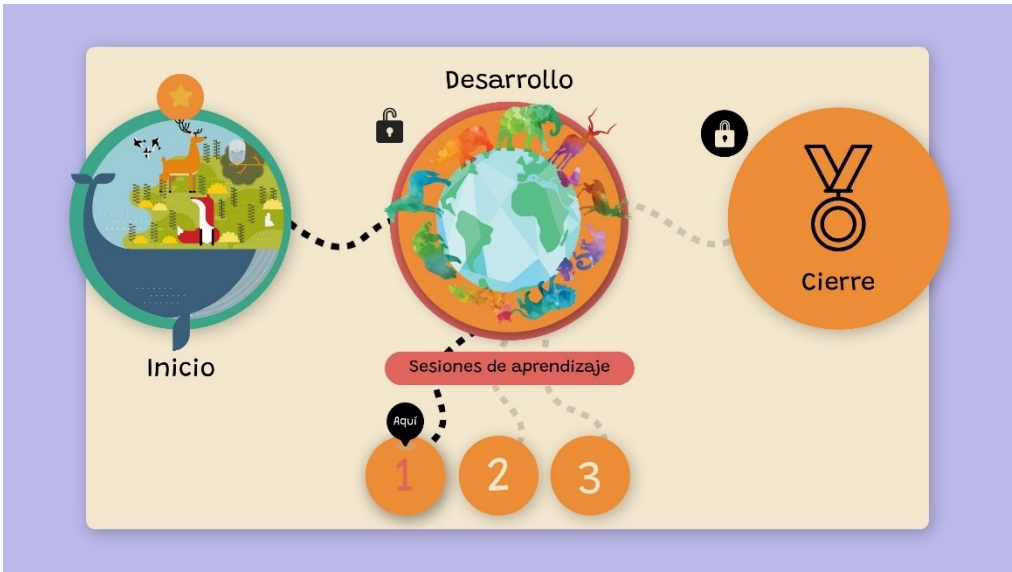 Desarrollo
Cierre
Inicio
Sesiones de aprendizaje
Aquí
1
2
3